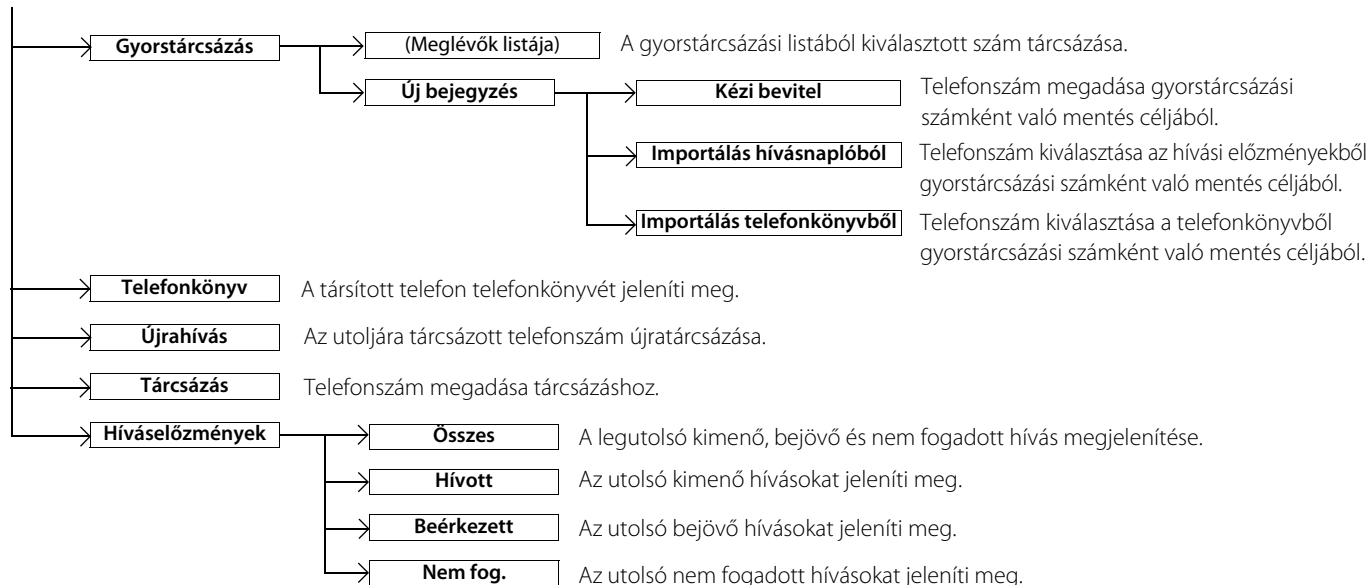 Gyorstárcsázás (Meglévők listája) A gyorstárcsázási listából kiválasztott szám tárcsázása.
Új bejegyzés Kézi bevitel Telefonszám megadása gyorstárcsázási
számként való mentés céljából.
Importálás hívásnaplóból Telefonszám kiválasztása az hívási előzményekből
gyorstárcsázási számként való mentés céljából.
Importálás telefonkönyvből Telefonszám kiválasztása a telefonkönyvből
gyorstárcsázási számként való mentés céljából.
Telefonkönyv A társított telefon telefonkönyvét jeleníti meg.
Újrahívás Az utoljára tárcsázott telefonszám újratárcsázása.
Tárcsázás Telefonszám megadása tárcsázáshoz.
Híváselőzmények Összes A legutolsó kimenő, bejövő és nem fogadott hívás megjelenítése.
Hívott Az utolsó kimenő hívásokat jeleníti meg.
Beérkezett Az utolsó bejövő hívásokat jeleníti meg.
Nem fog. Az utolsó nem fogadott hívásokat jeleníti meg.